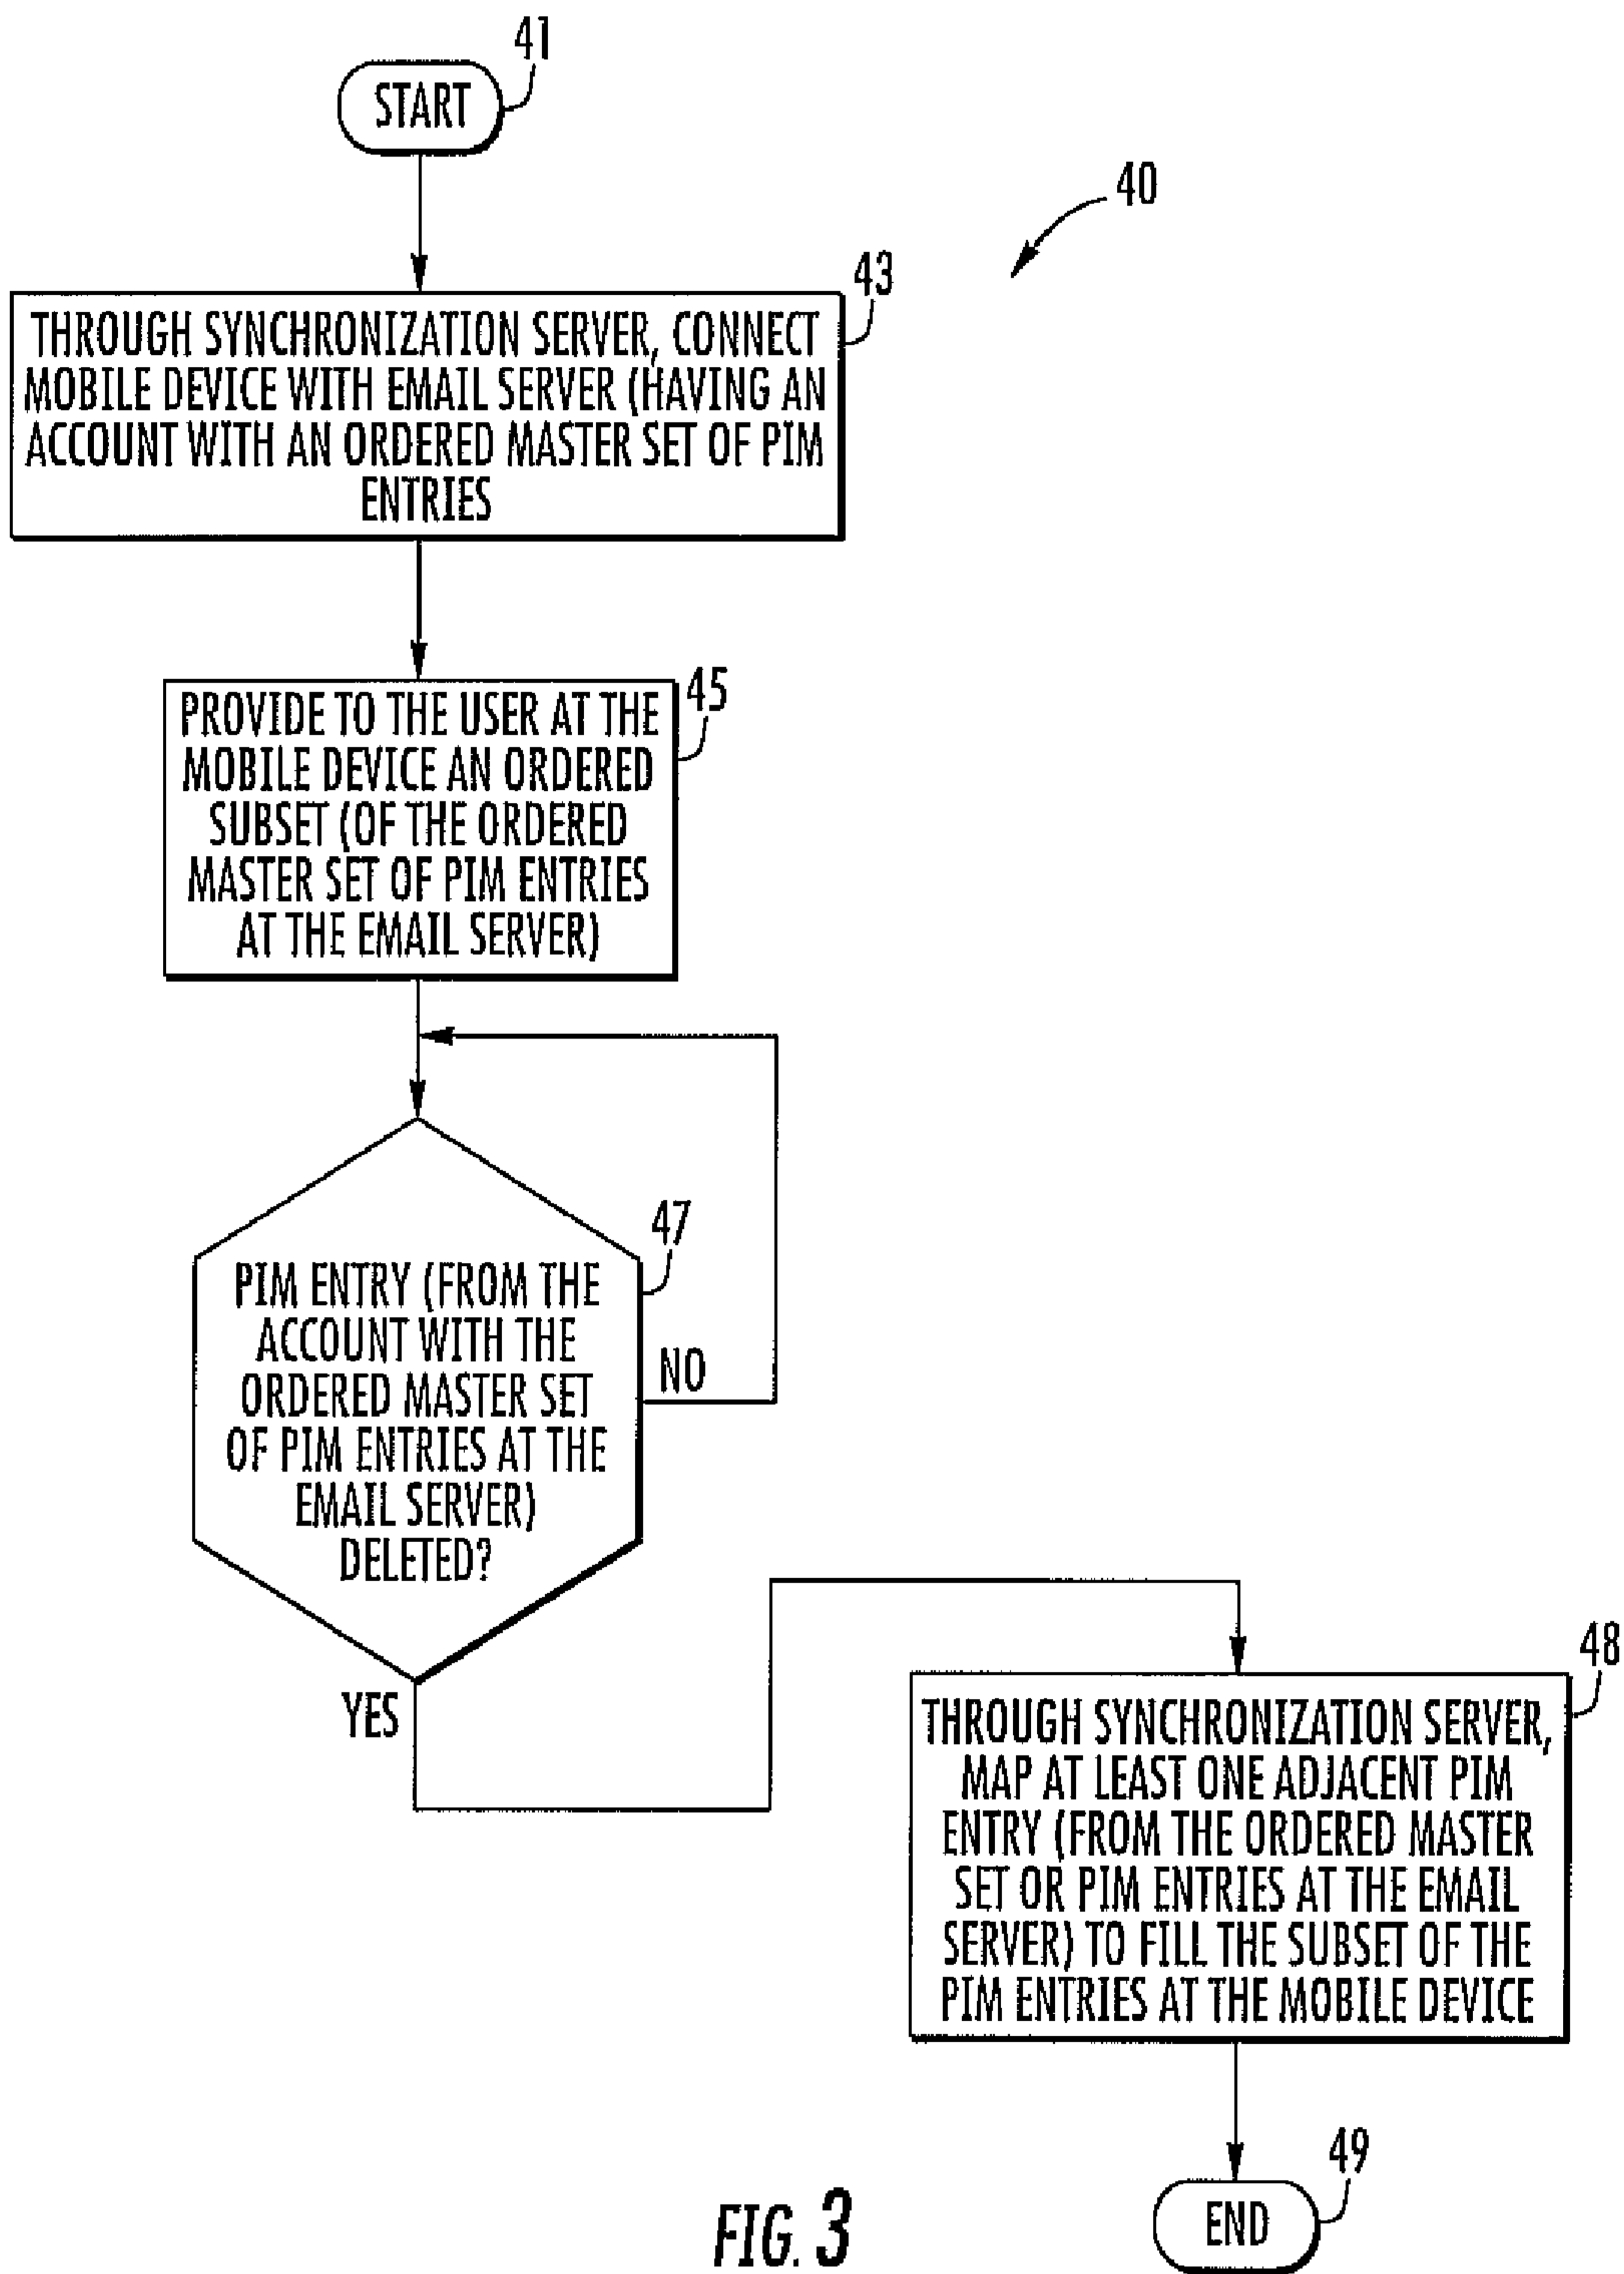 41
START
40
43
THROUGH SYNCHRONIZATION SERVER, CONNECT
MOBILE DEVICE WITH EMAIL SERVER (HAVING AN
ACCOUNT WITH AN ORDERED MASTER SET OF PIM
ENTRIES
45
PROVIDE TO THE USER AT THE
MOBILE DEVICE AN ORDERED
SUBSET (OF THE ORDERED
MASTER SET OF PIM ENTRIES
AT THE EMAIL SERVER)
47
PIM ENTRY (FROM THE
ACCOUNT WITH THE
ORDERED MASTER SET
OF PIM ENTRIES AT THE
EMAIL SERVER)
DELETED?
NO
YES
48
THROUGH SYNCHRONIZATION SERVER,
MAP AT LEAST ONE ADJACENT PIM
ENTRY (FROM THE ORDERED MASTER
SET OR PIM ENTRIES AT THE EMAIL
SERVER) TO FILL THE SUBSET OF THE
PIM ENTRIES AT THE MOBILE DEVICE
49
END
FIG. 3